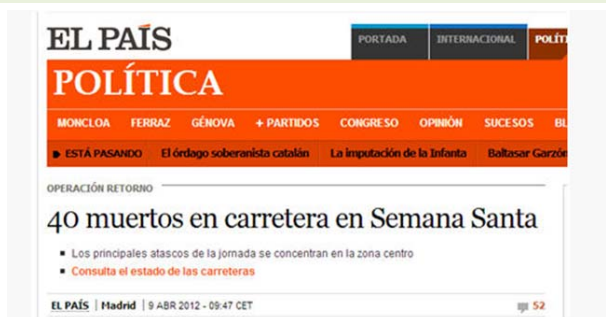 EL PAÍS
PORTADA INTERNACIONAL
POLÍTICA
MONCLOA FERRAZ GÉNOVA + PARTIDOS CONGRESO OPINIÓN SUCESOS
ESTÁ PASANDO El órdago soberanista catalán La imputación de la Infanta Baltasar Garzón
OPERACIÓN RETORNO
40 muertos en carretera en Semana Santa
Los principales atascos de la jornada se concentran en la zona centro
Consulta el estado de las carreteras
EL PAÍS | Madrid | 9 ABR 2012 - 09:47 CET 52